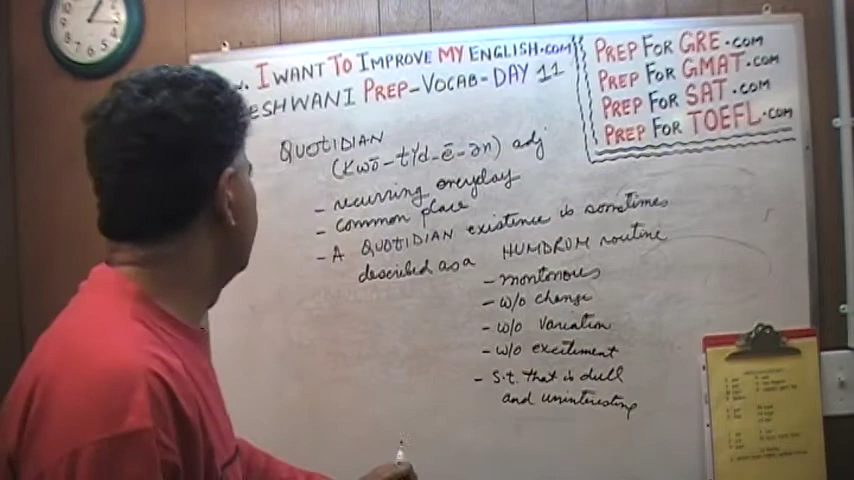 I WANT TO IMPROVE MY ENGLISH.COM
ESHWANI PREP-VOCAB-DAY 11
PREP FOR GRE.COM
PREP FOR GMAT.COM
PREP FOR SAT.COM
PREP FOR TOEFL.COM
QUOTIDIAN
(Kwō-tYd-ē-ən) adj
- recurring everyday
- common place
- A QUOTIDIAN existence is sometimes
described as a HUMDRUM routine
- montonous
- w/o change
- w/o variation
- w/o excitement
- S.t. that is dull
and uninteresting